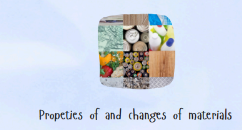 Propeties of and changes of materials